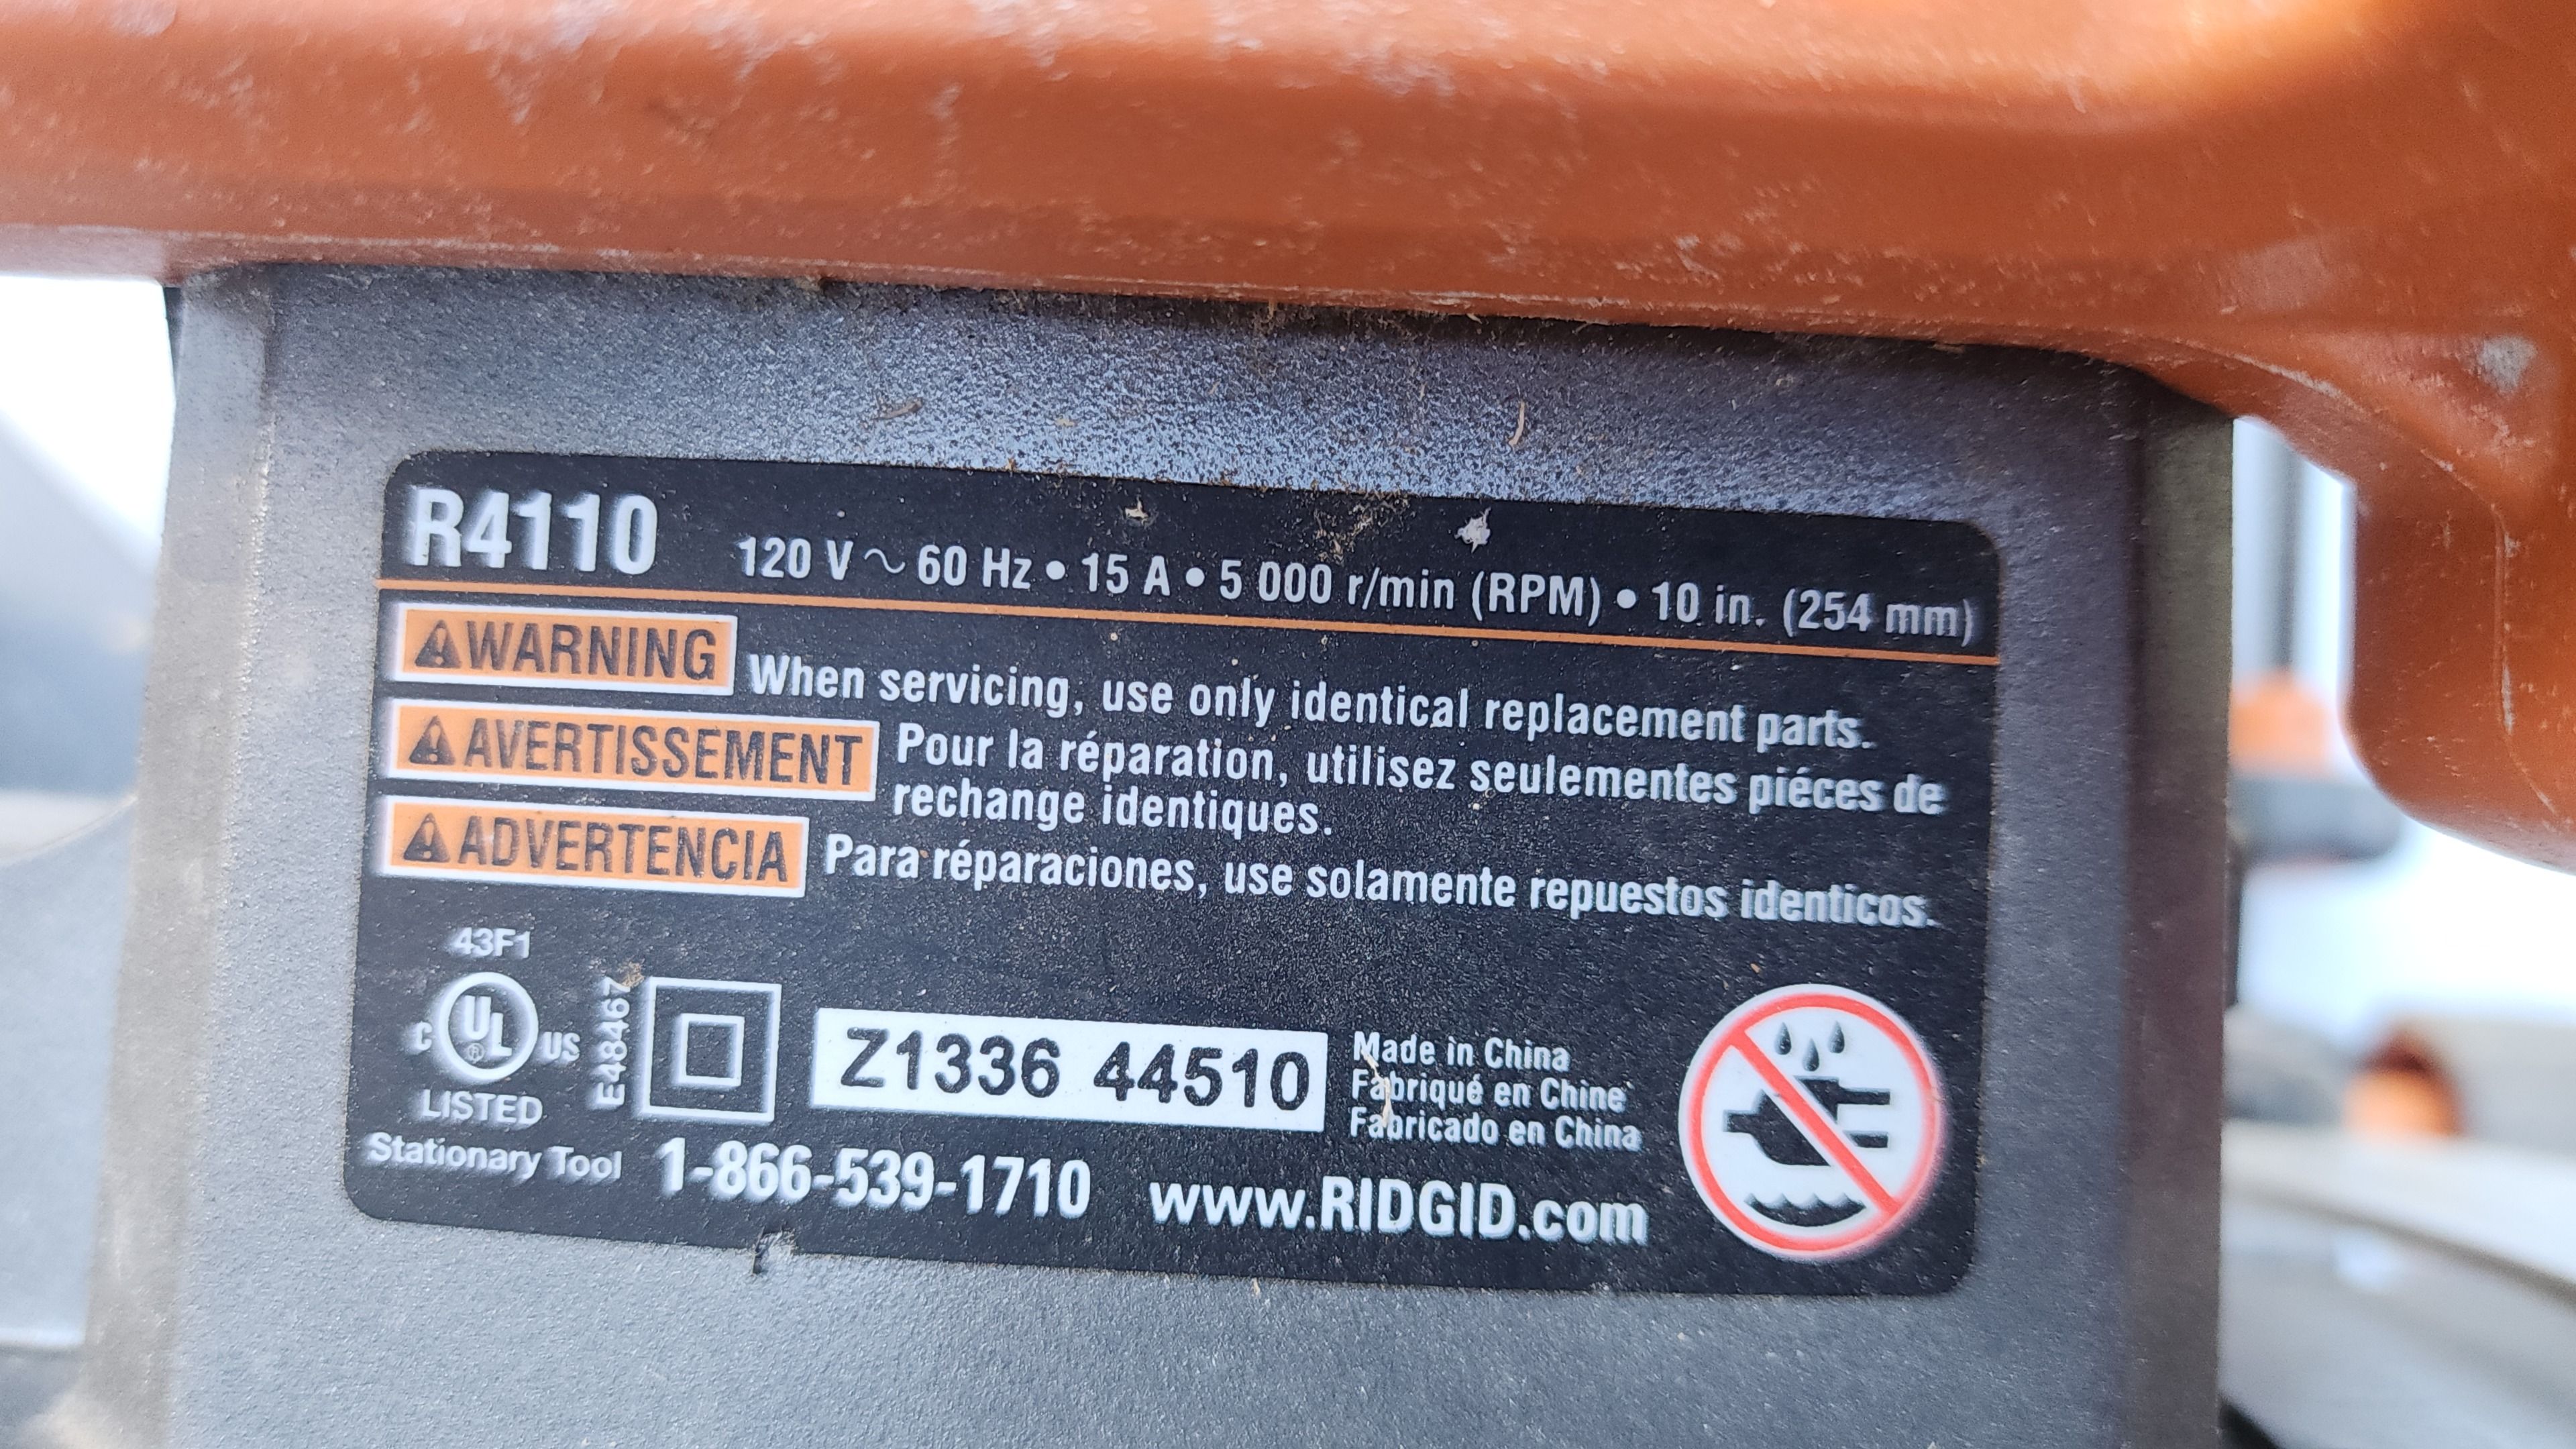 R4110 120 V ~ 60 Hz • 15 A • 5 000 r/min (RPM) • 10 in. (254 mm)
⚠WARNING When servicing, use only identical replacement parts.
⚠AVERTISSEMENT Pour la réparation, utilisez seulementes piéces de
rechange identiques.
⚠ADVERTENCIA Para réparaciones, use solamente repuestos identicos.
43F1
C UL® US
LISTED
E48467
Z1336 44510
Made in China
Fabriqué en Chine
Fabricado en China
Stationary Tool 1-866-539-1710 www.RIDGID.com